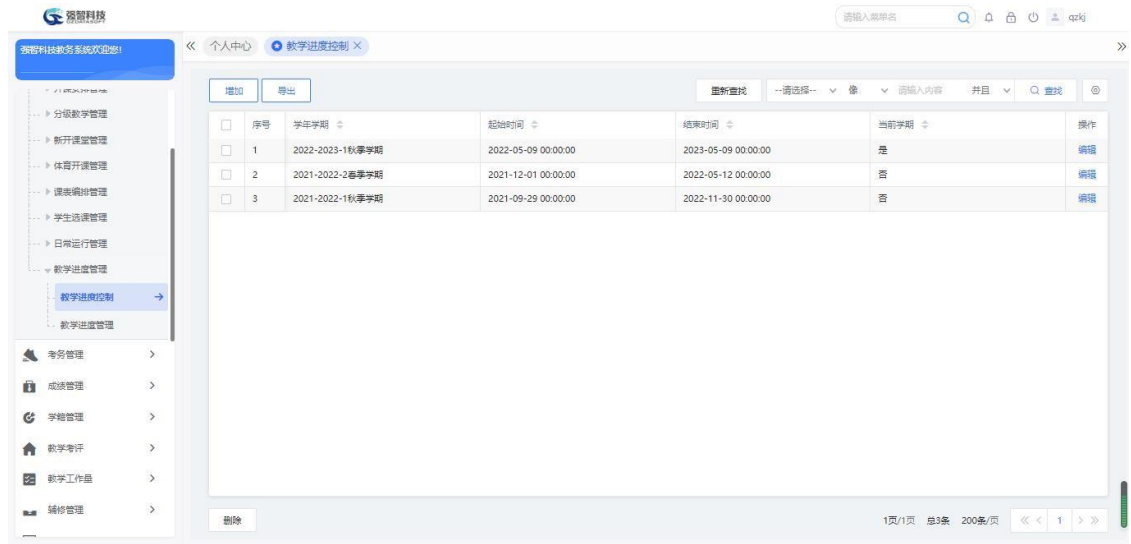 强智科技
QZDATASOFT
请输入菜单名
qzkj
强智科技教务系统欢迎您!
个人中心
教学进度控制
分级教学管理
新开课堂管理
体育开课管理
课表编排管理
学生选课管理
日常运行管理
教学进度管理
教学进度控制
教学进度管理
考务管理
成绩管理
学籍管理
教学考评
教学工作量
辅修管理
增加 导出 重新查找 --请选择-- 像 请输入内容 并且 查找
序号 学年学期 起始时间 结束时间 当前学期 操作
1 2022-2023-1秋季学期 2022-05-09 00:00:00 2023-05-09 00:00:00 是 编辑
2 2021-2022-2春季学期 2021-12-01 00:00:00 2022-05-12 00:00:00 否 编辑
3 2021-2022-1秋季学期 2021-09-29 00:00:00 2022-11-30 00:00:00 否 编辑
删除 1页/1页 总3条 200条/页 1